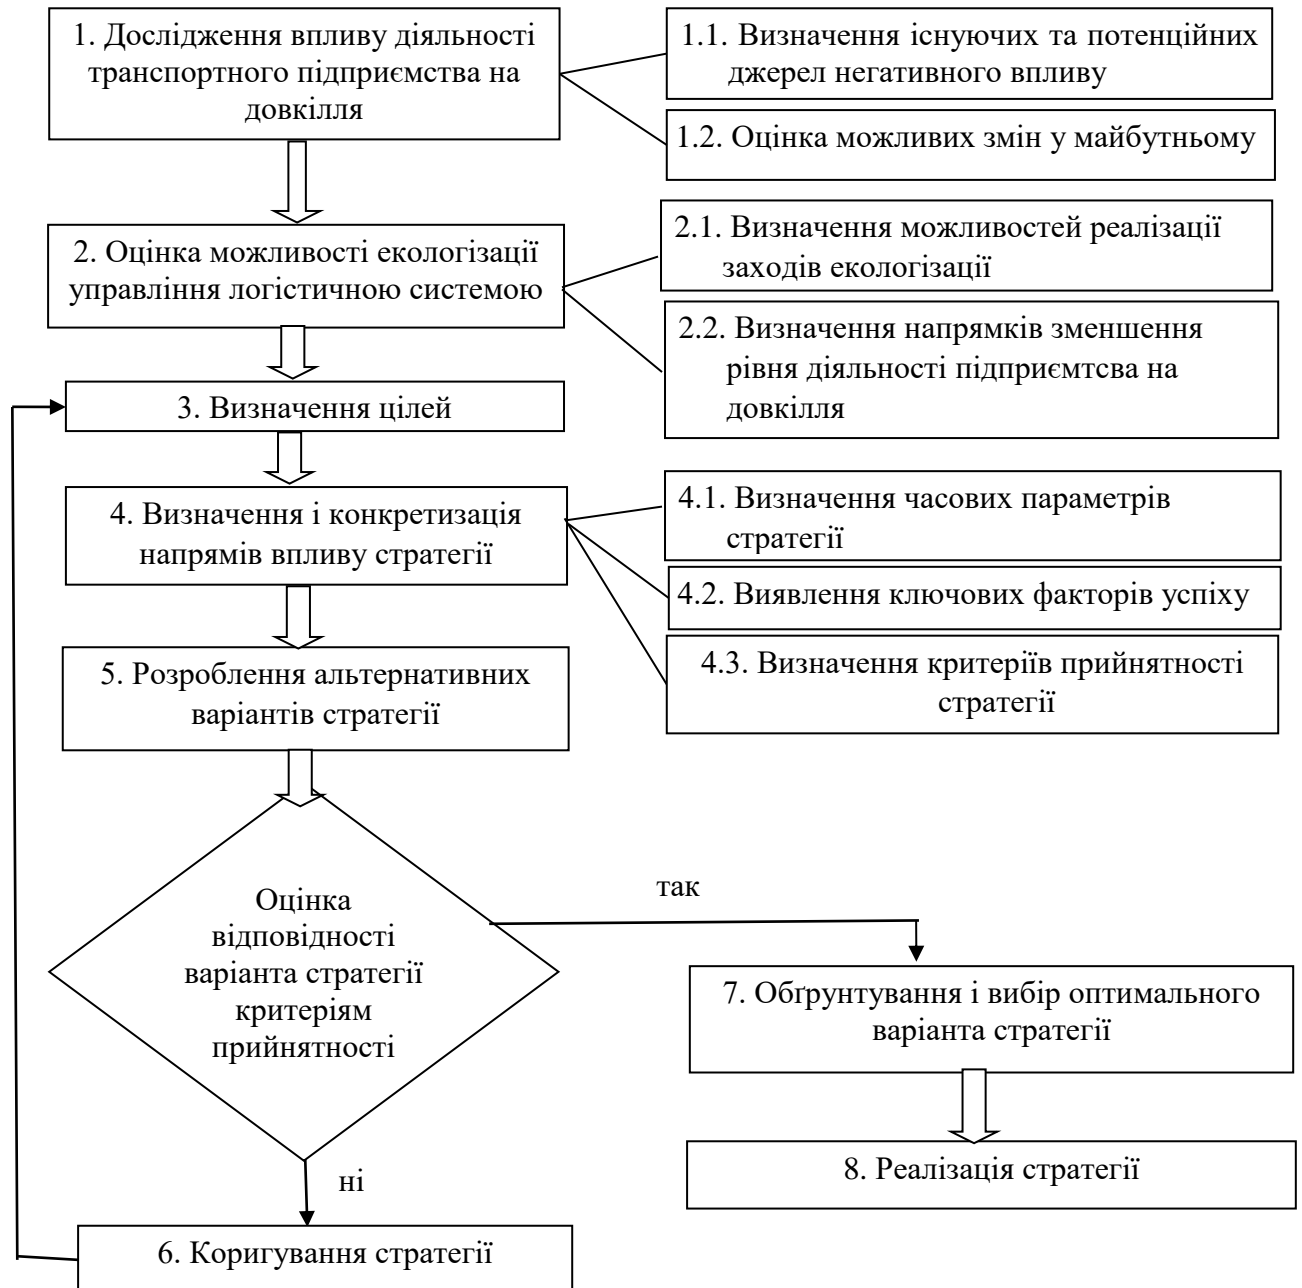 1. Дослідження впливу діяльності
транспортного підприємства на
довкілля
1.1. Визначення існуючих та потенційних
джерел негативного впливу
1.2. Оцінка можливих змін у майбутньому
2. Оцінка можливості екологізації
управління логістичною системою
2.1. Визначення можливостей реалізації
заходів екологізації
2.2. Визначення напрямків зменшення
рівня діяльності підприємтсва на
довкілля
3. Визначення цілей
4. Визначення і конкретизація
напрямів впливу стратегії
4.1. Визначення часових параметрів
стратегії
4.2. Виявлення ключових факторів успіху
4.3. Визначення критеріїв прийнятності
стратегії
5. Розроблення альтернативних
варіантів стратегії
Оцінка
відповідності
варіанта стратегії
критеріям
прийнятності
так
7. Обґрунтування і вибір оптимального
варіанта стратегії
8. Реалізація стратегії
ні
6. Коригування стратегії